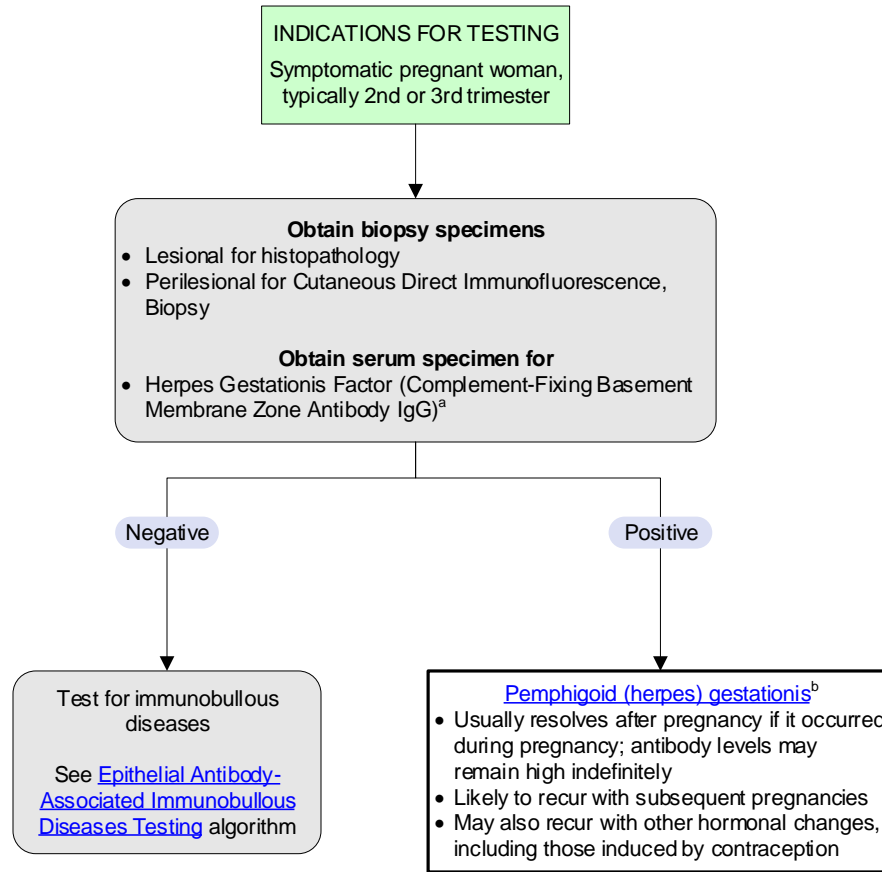 INDICATIONS FOR TESTING
Symptomatic pregnant woman,
typically 2nd or 3rd trimester
Obtain biopsy specimens
• Lesional for histopathology
• Perilesional for Cutaneous Direct Immunofluorescence,
Biopsy
Obtain serum specimen for
• Herpes Gestationis Factor (Complement-Fixing Basement
Membrane Zone Antibody IgG)a
Negative
Positive
Test for immunobullous
diseases
See Epithelial Antibody-
Associated Immunobullous
Diseases Testing algorithm
Pemphigoid (herpes) gestationisb
• Usually resolves after pregnancy if it occurred
during pregnancy; antibody levels may
remain high indefinitely
• Likely to recur with subsequent pregnancies
• May also recur with other hormonal changes,
including those induced by contraception